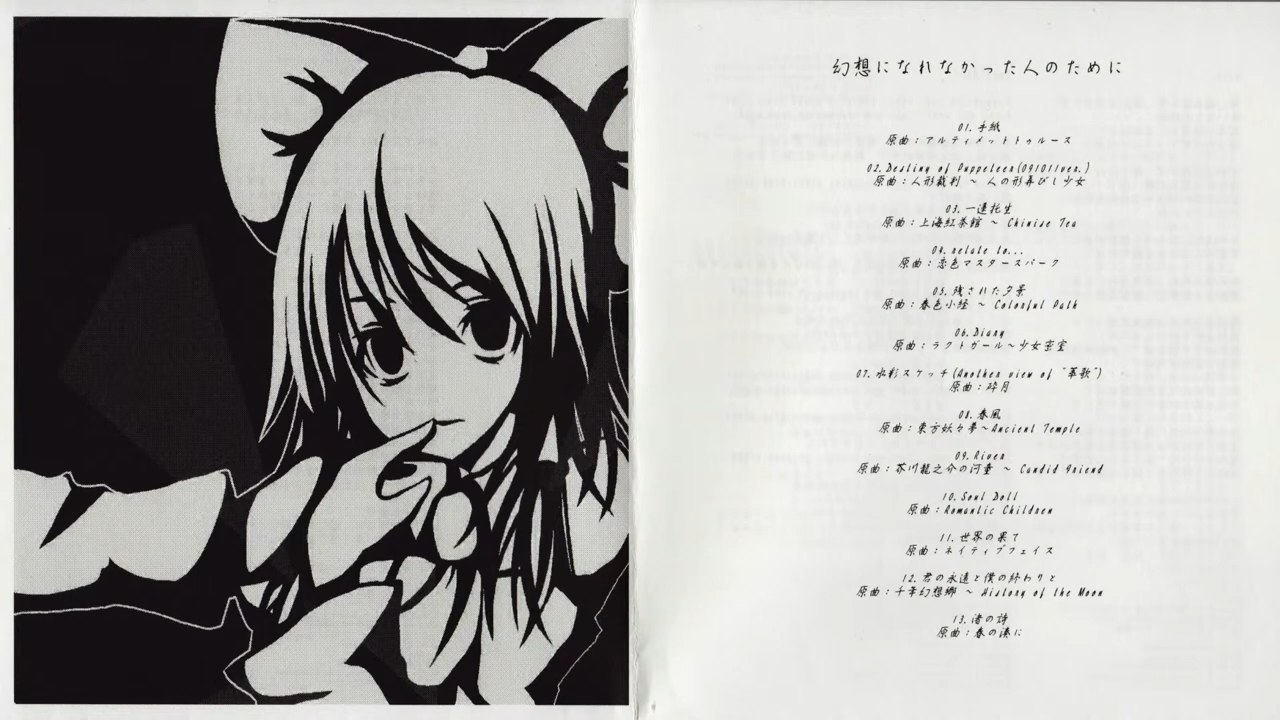 幻想になれなかった人のために
01.手紙
原曲：アルティメットトゥルース
02.Destiny of Puppeteer(091011ver.)
原曲：人形裁判 〜 人の形弄びし少女
03.一蓮托生
原曲：上海紅茶館 〜 Chinise Tea
04.relate to...
原曲：恋色マスタースパーク
05.残された夕景
原曲：春色小径 〜 Colorful Path
06.Diary
原曲：ラクトガール〜少女密室
07.水彩スケッチ(Another view of "華歌")
原曲：砕月
08.春風
原曲：東方妖々夢〜Ancient Temple
09.River
原曲：芥川龍之介の河童 〜 Candid Friend
10.Soul Doll
原曲：Romantic Children
11.世界の果て
原曲：ネイティブフェイス
12.君の永遠と僕の終わりと
原曲：千年幻想郷 〜 History of the Moon
13.渚の詩
原曲：春の湊に